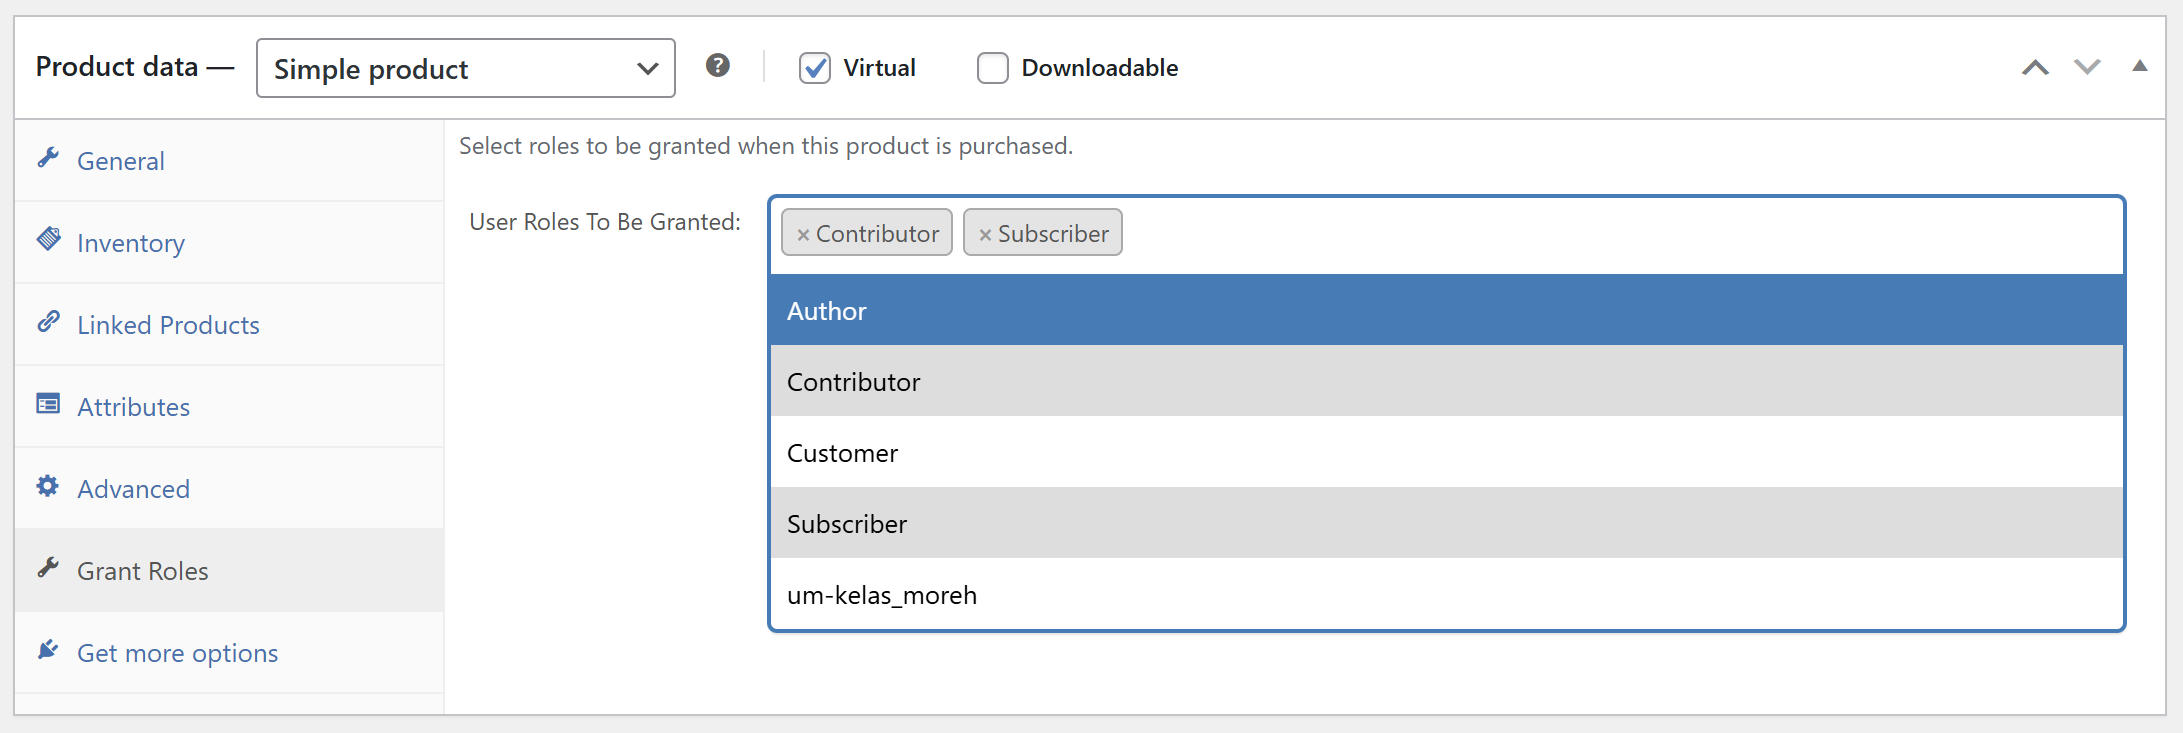 Product data — Simple product ? Virtual Downloadable
General
Inventory
Linked Products
Attributes
Advanced
Grant Roles
Get more options
Select roles to be granted when this product is purchased.
User Roles To Be Granted: × Contributor × Subscriber
Author
Contributor
Customer
Subscriber
um-kelas_moreh